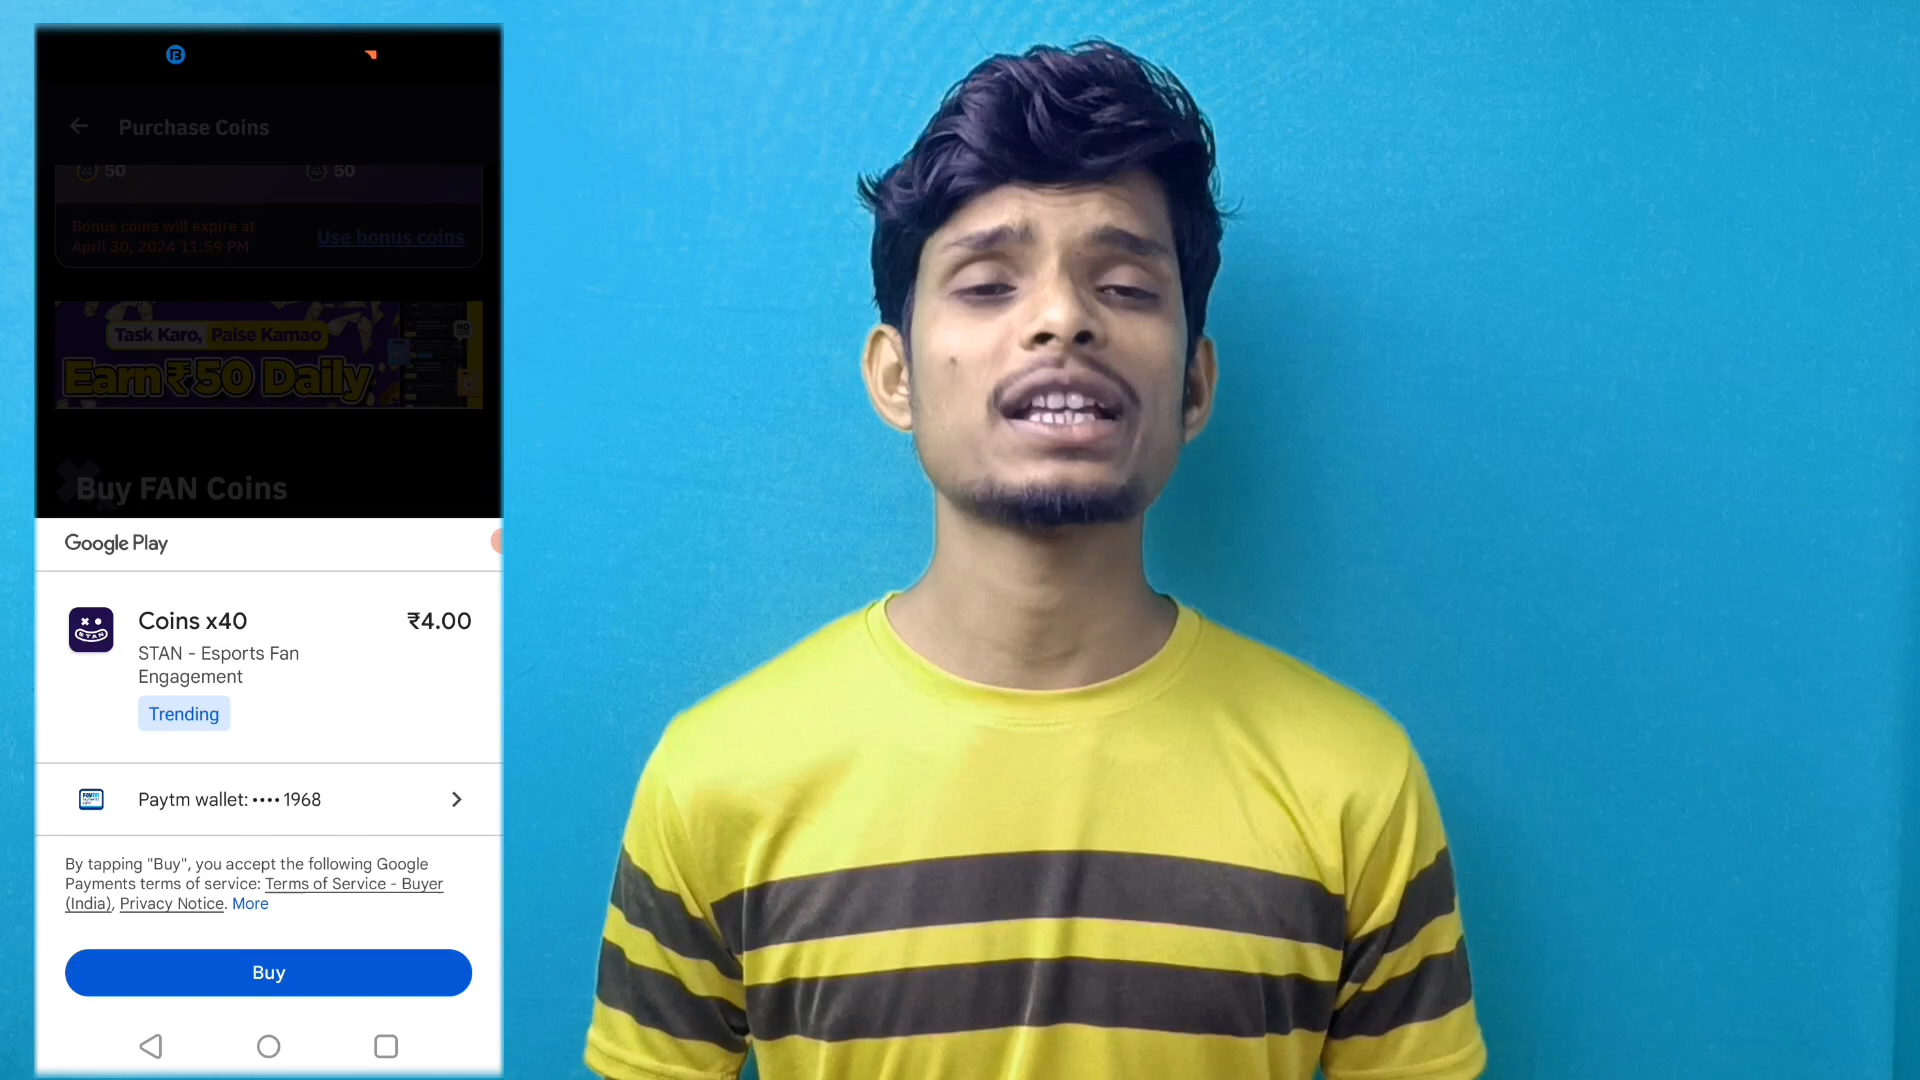 Purchase Coins
50
50
Bonus coins will expire at
April 30, 2024 11:59 PM
Use bonus coins
Task Karo, Paise Kamao
Earn ₹50 Daily
NO
Buy FAN Coins
Google Play
Coins x40
₹4.00
STAN
STAN - Esports Fan
Engagement
Trending
Paytm wallet: •••• 1968
By tapping "Buy", you accept the following Google
Payments terms of service: Terms of Service - Buyer
(India), Privacy Notice. More
Buy